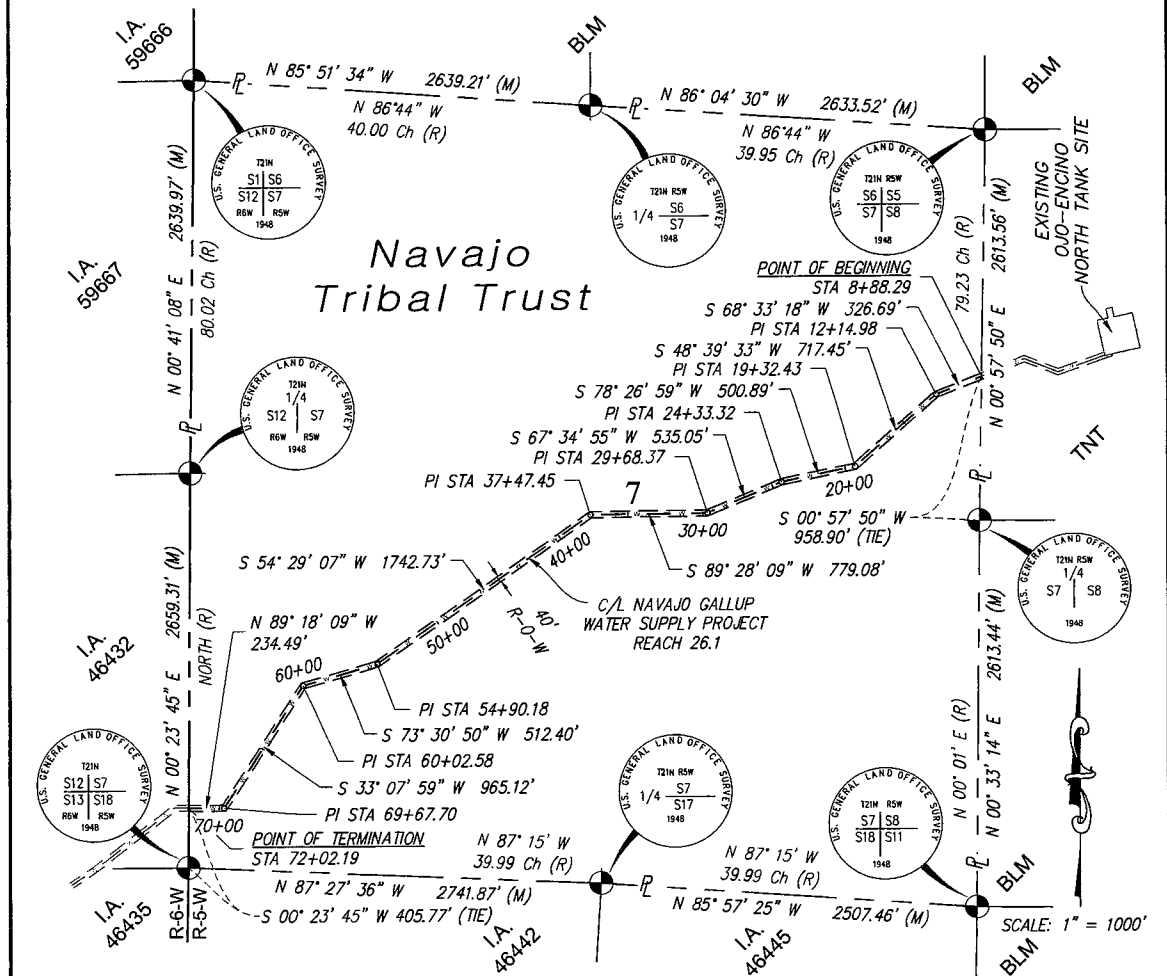 I.A.
59666
BLM
BLM
N 85° 51' 34" W 2639.21' (M)
N 86°44" W
40.00 Ch (R)
N 86° 04' 30" W 2633.52' (M)
N 86°44" W
39.95 Ch (R)
U.S. GENERAL LAND OFFICE SURVEY
T21N
S1 S6
S12 S7
R6W R5W
1948
U.S. GENERAL LAND OFFICE SURVEY
T21N R5W
1/4 S6
S7
1948
U.S. GENERAL LAND OFFICE SURVEY
T21N R5W
S6 S5
S7 S8
1948
EXISTING
OJO-ENCINO
NORTH TANK SITE
I.A.
59667
N 00° 41' 08" E 2639.97' (M)
80.02 Ch (R)
Navajo
Tribal Trust
N 00° 57' 50" E 2613.56' (M)
79.23 Ch (R)
POINT OF BEGINNING
STA 8+88.29
S 68° 33' 18" W 326.69'
PI STA 12+14.98
S 48° 39' 33" W 717.45'
PI STA 19+32.43
S 78° 26' 59" W 500.89'
PI STA 24+33.32
S 67° 34' 55" W 535.05'
PI STA 29+68.37
PI STA 37+47.45
7
20+00
30+00
TNT
U.S. GENERAL LAND OFFICE SURVEY
T21N
1/4
S12 S7
R6W R5W
1948
S 00° 57' 50" W
958.90' (TIE)
S 89° 28' 09" W 779.08'
U.S. GENERAL LAND OFFICE SURVEY
T21N R5W
1/4
S7 S8
1948
40+00
S 54° 29' 07" W 1742.73'
C/L NAVAJO GALLUP
WATER SUPPLY PROJECT
REACH 26.1
40'
R-O-W
50+00
I.A.
46432
N 00° 23' 45" E 2659.31' (M)
NORTH (R)
N 89° 18' 09" W
234.49'
60+00
PI STA 54+90.18
S 73° 30' 50" W 512.40'
PI STA 60+02.58
S 33° 07' 59" W 965.12'
PI STA 69+67.70
70+00
POINT OF TERMINATION
STA 72+02.19
N 00° 01' E (R)
N 00° 33' 14" E 2613.44' (M)
U.S. GENERAL LAND OFFICE SURVEY
T21N
S12 S7
S13 S18
R6W R5W
1948
U.S. GENERAL LAND OFFICE SURVEY
T21N R5W
1/4 S7
S17
1948
U.S. GENERAL LAND OFFICE SURVEY
T21N R5W
S7 S8
S18 S11
1948
N 87° 15' W
39.99 Ch (R)
N 87° 27' 36" W 2741.87' (M)
S 00° 23' 45" W 405.77' (TIE)
N 87° 15' W
39.99 Ch (R)
N 85° 57' 25" W 2507.46' (M)
I.A.
46435
R-6-W
R-5-W
I.A.
46442
I.A.
46445
BLM
BLM
SCALE: 1" = 1000'